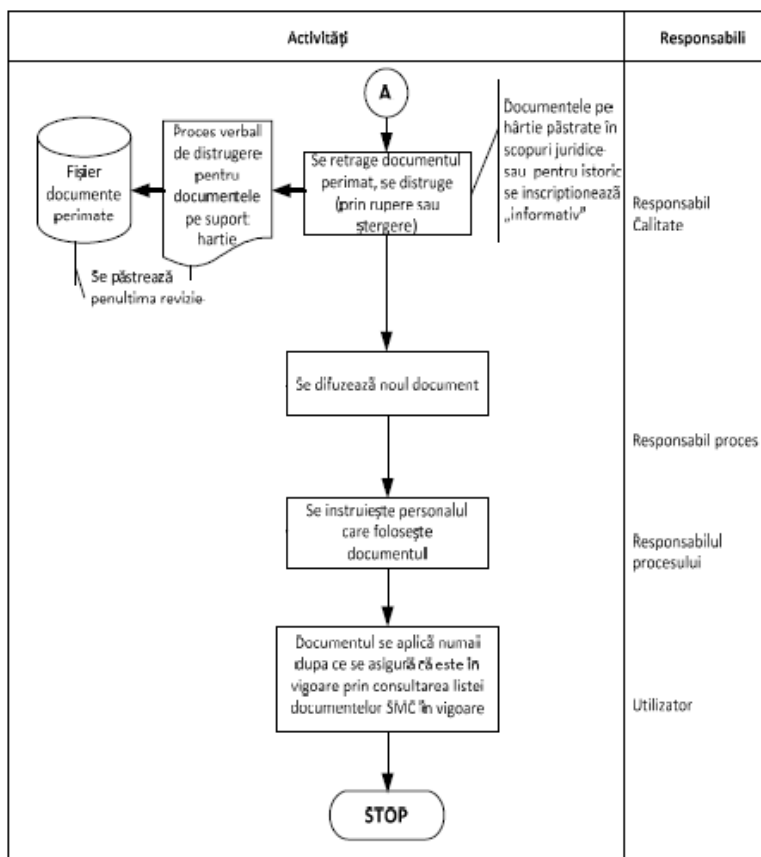 Activități
Responsabili
A
Documentele pe
hârtie păstrate în
scopuri juridice
sau pentru istoric
se inscripționează
„informativ”
Proces verbal
de distrugere
pentru
documentele
pe suport
hartie
Fișier
documente
perimate
Se retrage documentul
perimat, se distruge
(prin rupere sau
ștergere)
Responsabil
Calitate
Se păstrează
penultima revizie
Se difuzează noul document
Responsabil proces
Se instruiește personalul
care folosește
documentul
Responsabilul
procesului
Documentul se aplică numai
dupa ce se asigură că este în
vigoare prin consultarea listei
documentelor SMC în vigoare
Utilizator
STOP